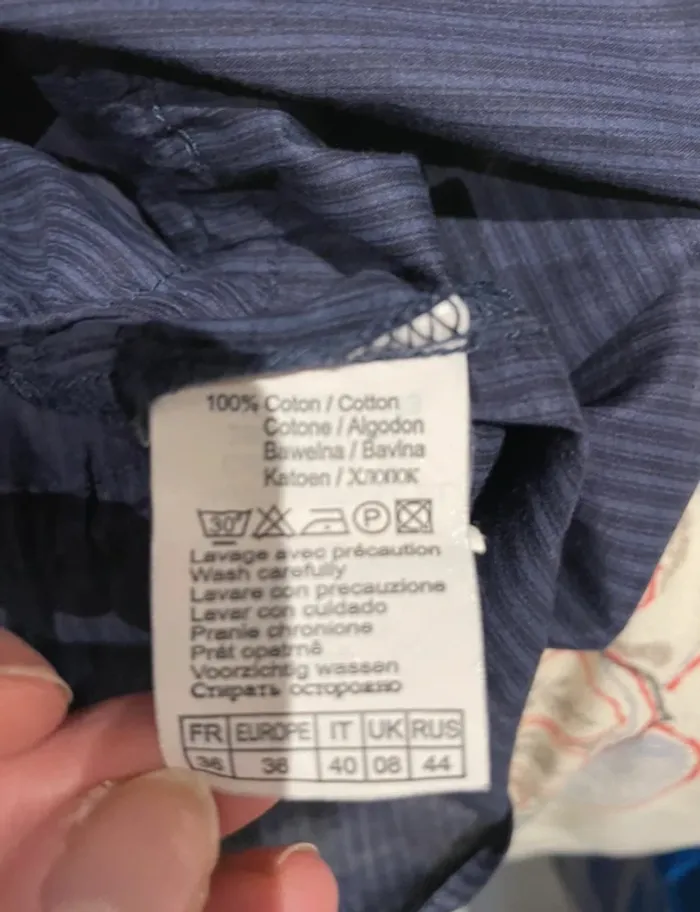 100% Coton / Cotton
Cotone / Algodon
Bawelna / Bavlna
Katoen / Хлопок
30° P
Lavage avec précaution
Wash carefully
Lavare con precauzione
Lavar con cuidado
Pranie chronione
Prát opatrně
Voorzichtig wassen
Стирать осторожно
FR EUROPE IT UK RUS
36 36 40 08 44